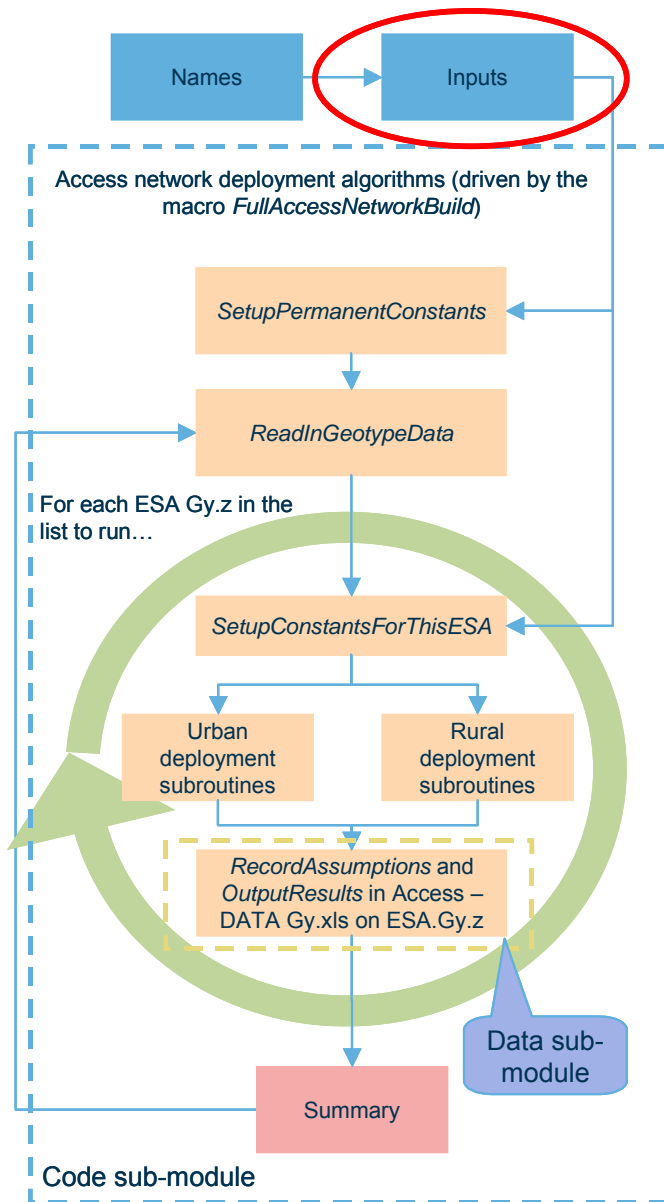 Names
Inputs
Access network deployment algorithms (driven by the
macro FullAccessNetworkBuild)
SetupPermanentConstants
ReadInGeotypeData
For each ESA Gy.z in the
list to run…
SetupConstantsForThisESA
Urban
deployment
subroutines
Rural
deployment
subroutines
RecordAssumptions and
OutputResults in Access –
DATA Gy.xls on ESA.Gy.z
Data sub-
module
Summary
Code sub-module